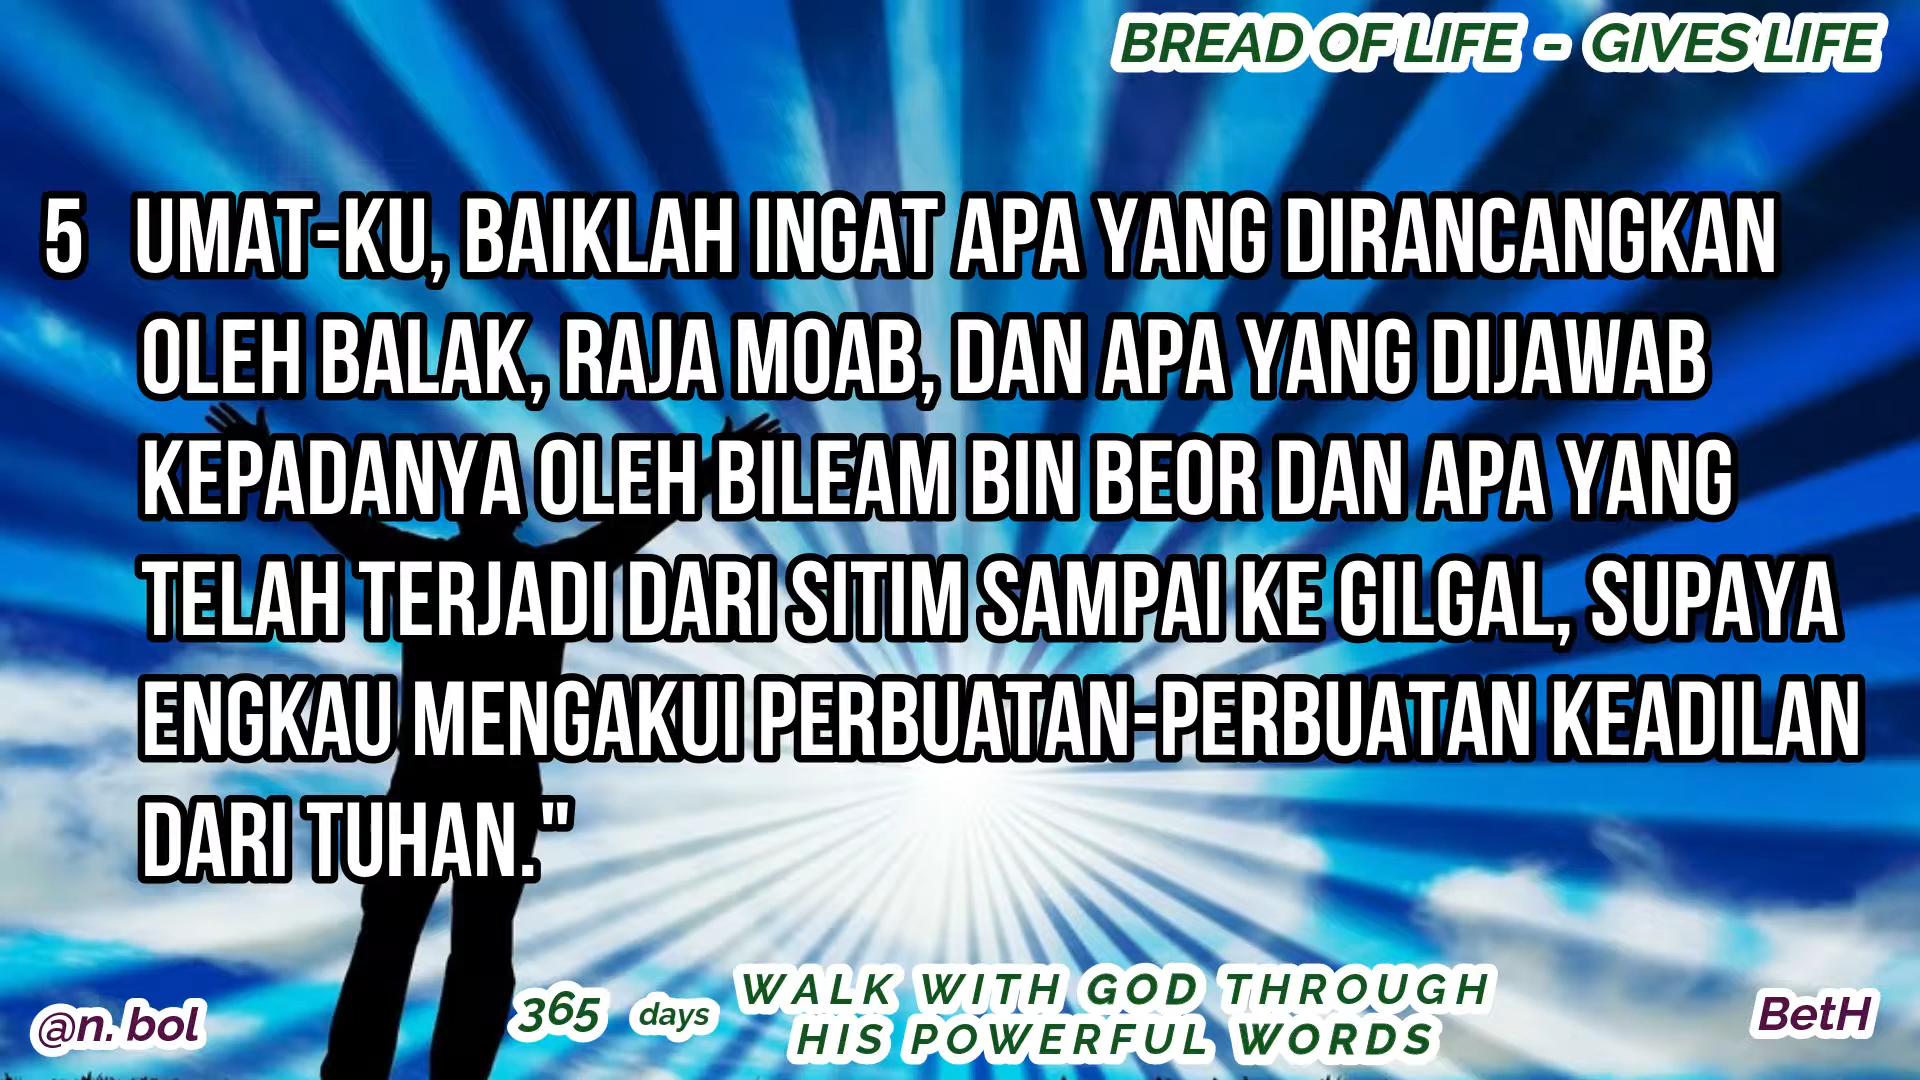 BREAD OF LIFE - GIVES LIFE
5 UMAT-KU, BAIKLAH INGAT APA YANG DIRANCANGKAN
OLEH BALAK, RAJA MOAB, DAN APA YANG DIJAWAB
KEPADANYA OLEH BILEAM BIN BEOR DAN APA YANG
TELAH TERJADI DARI SITIM SAMPAI KE GILGAL, SUPAYA
ENGKAU MENGAKUI PERBUATAN-PERBUATAN KEADILAN
DARI TUHAN."
@n. bol
365 days
WALK WITH GOD THROUGH
HIS POWERFUL WORDS
BetH